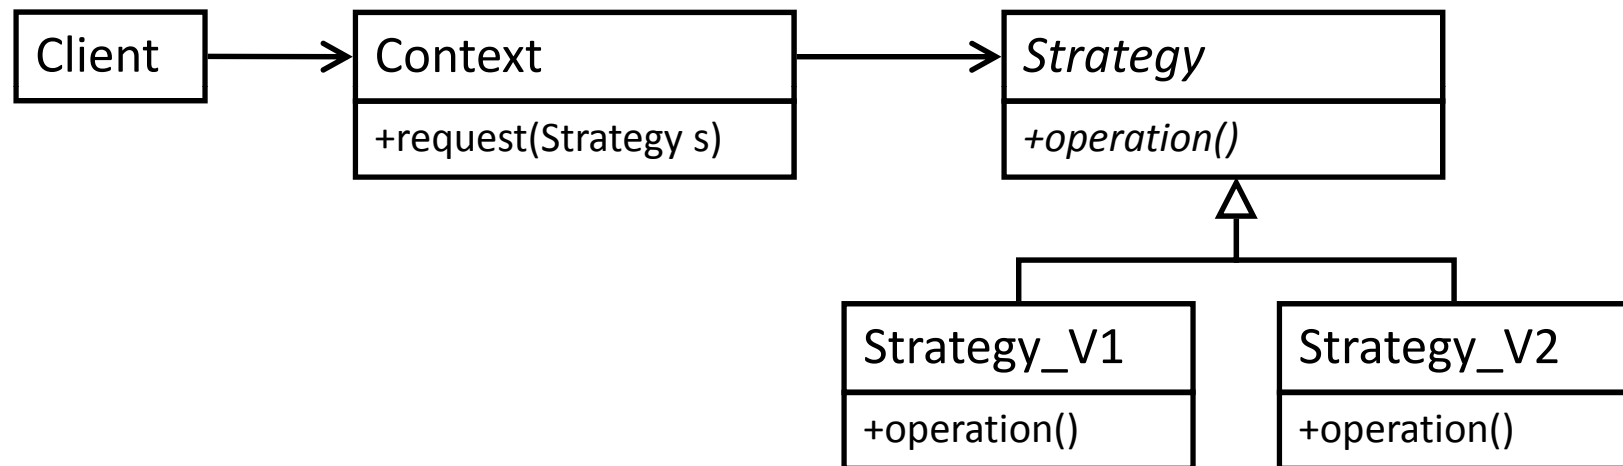 Client
Context
+request(Strategy s)
Strategy
+operation()
Strategy_V1
+operation()
Strategy_V2
+operation()